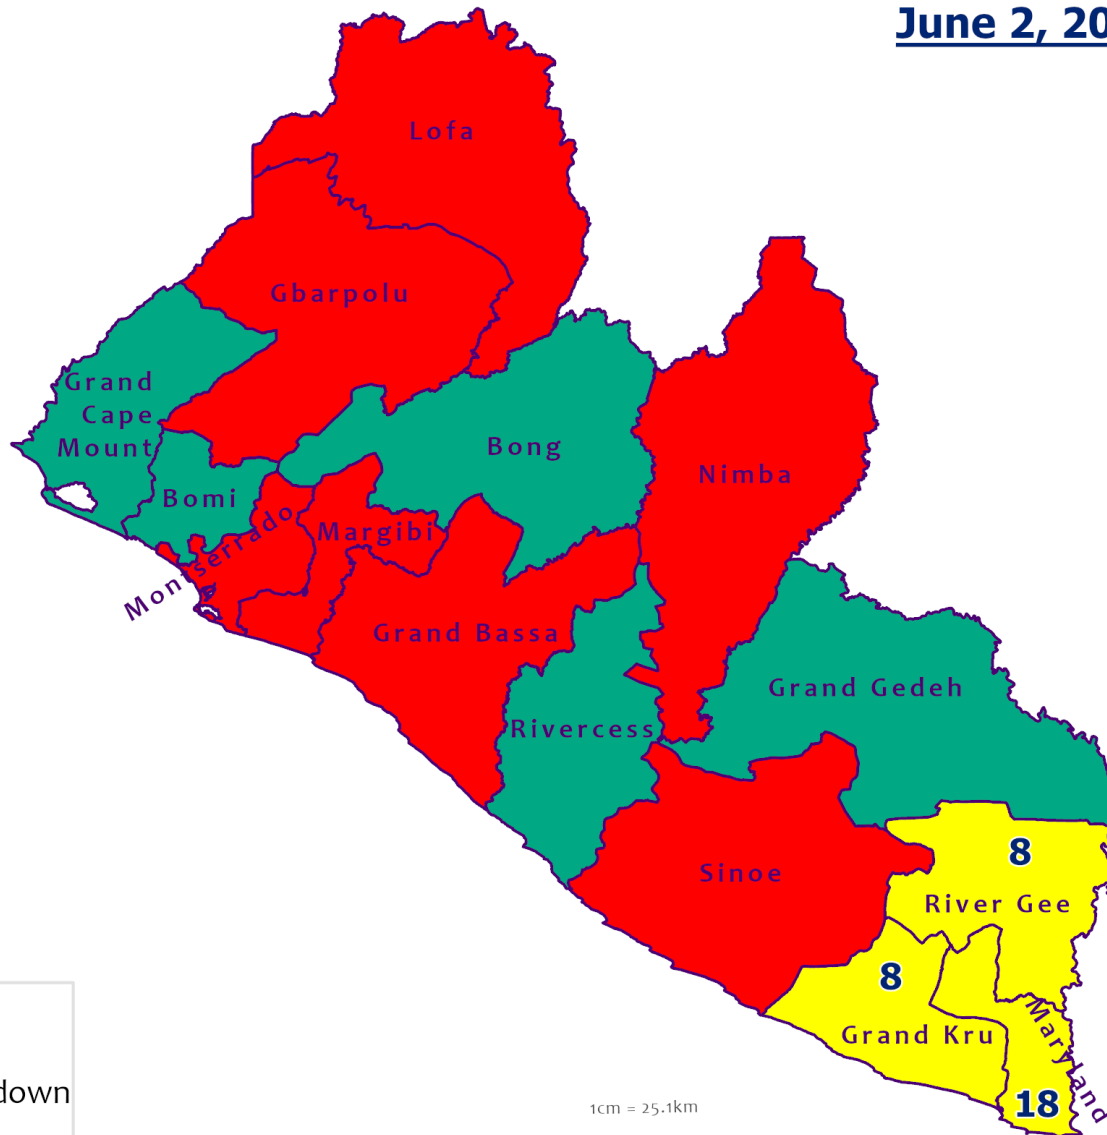 June 2, 20
Lofa
Gbarpolu
Grand
Cape
Mount
Bong
Nimba
Bomi
Montserrado
Margibi
Grand Bassa
Grand Gedeh
Rivercess
8
Sinoe
River Gee
8
Grand Kru
Maryland
down
18
1cm = 25.1km